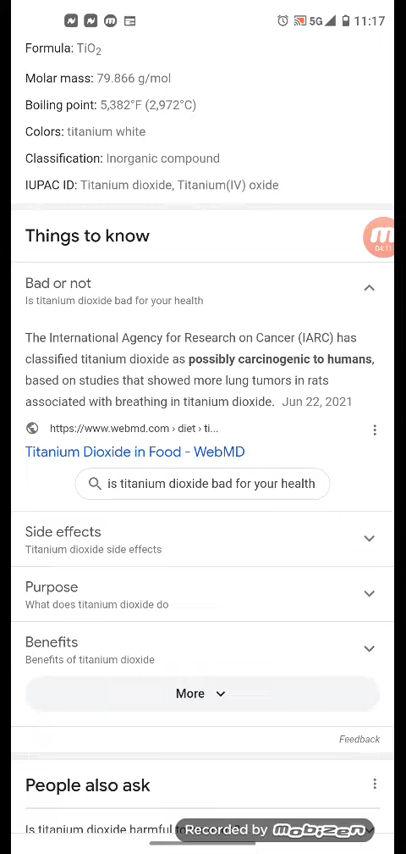 5G 11:17
Formula: TiO₂
Molar mass: 79.866 g/mol
Boiling point: 5,382°F (2,972°C)
Colors: titanium white
Classification: Inorganic compound
IUPAC ID: Titanium dioxide, Titanium(IV) oxide
Things to know
04:11
Bad or not
Is titanium dioxide bad for your health
The International Agency for Research on Cancer (IARC) has
classified titanium dioxide as possibly carcinogenic to humans,
based on studies that showed more lung tumors in rats
associated with breathing in titanium dioxide. Jun 22, 2021
https://www.webmd.com › diet › ti...
Titanium Dioxide in Food - WebMD
is titanium dioxide bad for your health
Side effects
Titanium dioxide side effects
Purpose
What does titanium dioxide do
Benefits
Benefits of titanium dioxide
More
Feedback
People also ask
Is titanium dioxide harmful
Recorded by mobizen